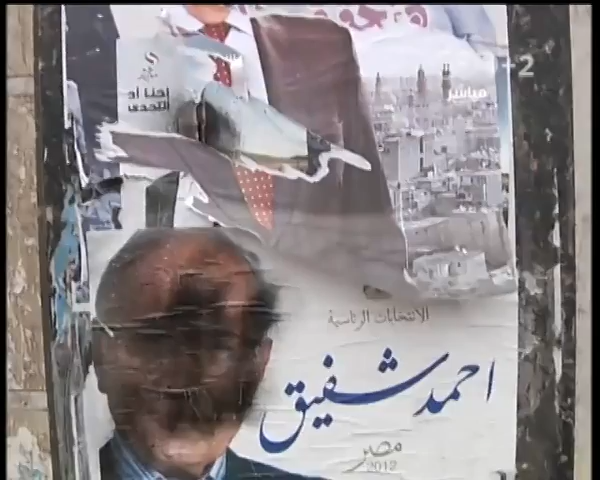 +2
مباشر
إحنا أد
التحدي
الانتخابات الرئاسية
احمد شفيق
مصر
2012